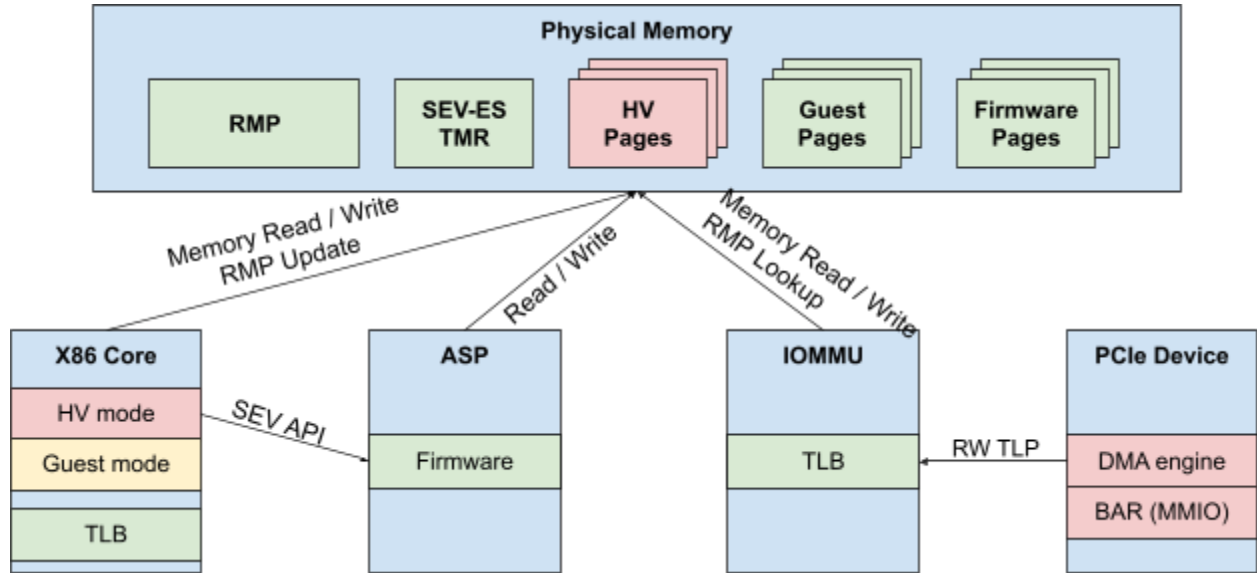 Physical Memory
RMP
SEV-ES
TMR
HV
Pages
Guest
Pages
Firmware
Pages
Memory Read / Write
RMP Update
Read / Write
Memory Read / Write
RMP Lookup
X86 Core
HV mode
Guest mode
TLB
SEV API
ASP
Firmware
IOMMU
TLB
RW TLP
PCIe Device
DMA engine
BAR (MMIO)